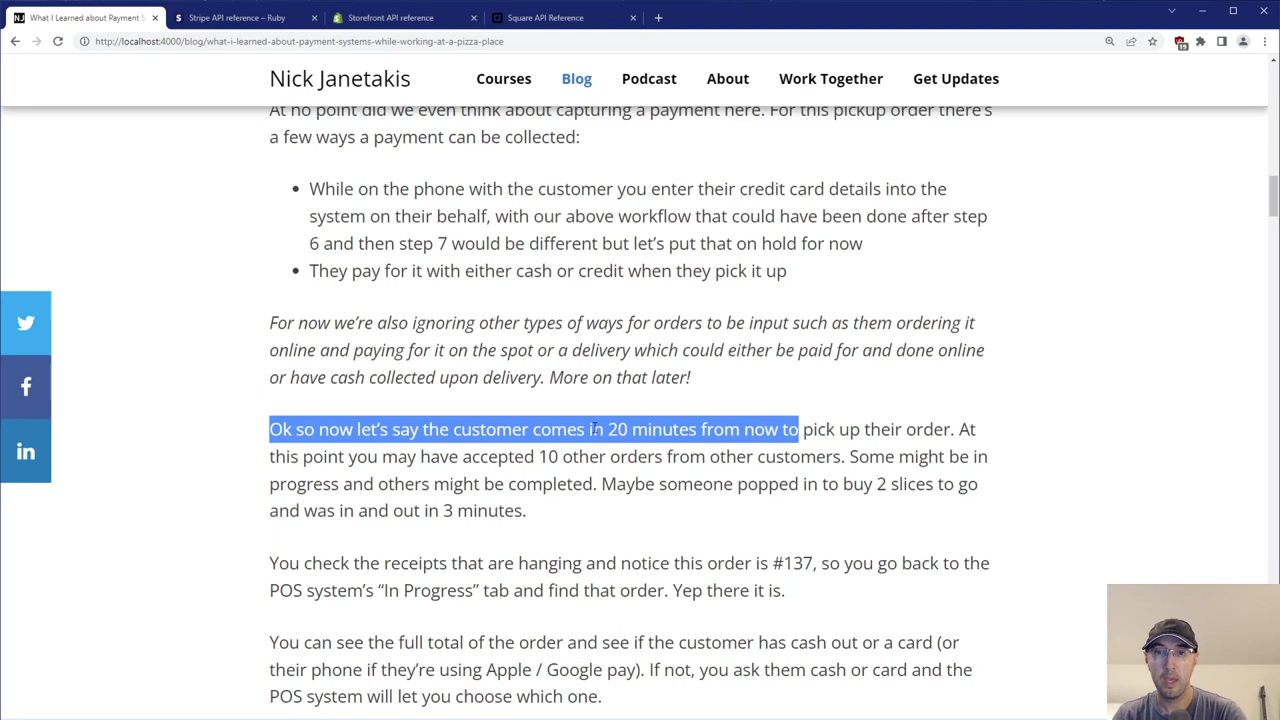 What I Learned about Payment S
Stripe API reference – Ruby
Storefront API reference
Square API Reference
http://localhost:4000/blog/what-i-learned-about-payment-systems-while-working-at-a-pizza-place
19
Nick Janetakis
Courses
Blog
Podcast
About
Work Together
Get Updates
At no point did we even think about capturing a payment here. For this pickup order there's
a few ways a payment can be collected:
• While on the phone with the customer you enter their credit card details into the
system on their behalf, with our above workflow that could have been done after step
6 and then step 7 would be different but let's put that on hold for now
• They pay for it with either cash or credit when they pick it up
For now we're also ignoring other types of ways for orders to be input such as them ordering it
online and paying for it on the spot or a delivery which could either be paid for and done online
or have cash collected upon delivery. More on that later!
Ok so now let's say the customer comes in 20 minutes from now to pick up their order. At
this point you may have accepted 10 other orders from other customers. Some might be in
progress and others might be completed. Maybe someone popped in to buy 2 slices to go
and was in and out in 3 minutes.
You check the receipts that are hanging and notice this order is #137, so you go back to the
POS system's “In Progress” tab and find that order. Yep there it is.
You can see the full total of the order and see if the customer has cash out or a card (or
their phone if they're using Apple / Google pay). If not, you ask them cash or card and the
POS system will let you choose which one.